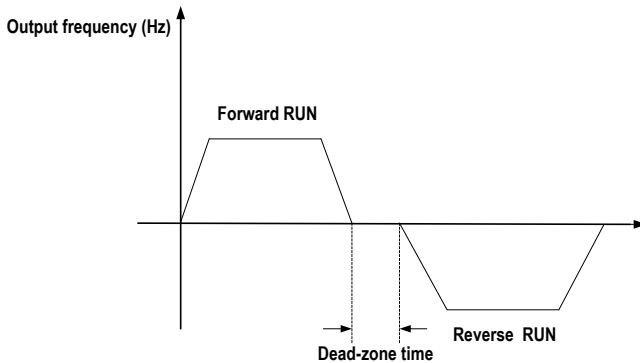 Output frequency (Hz)
Forward RUN
Reverse RUN
Dead-zone time